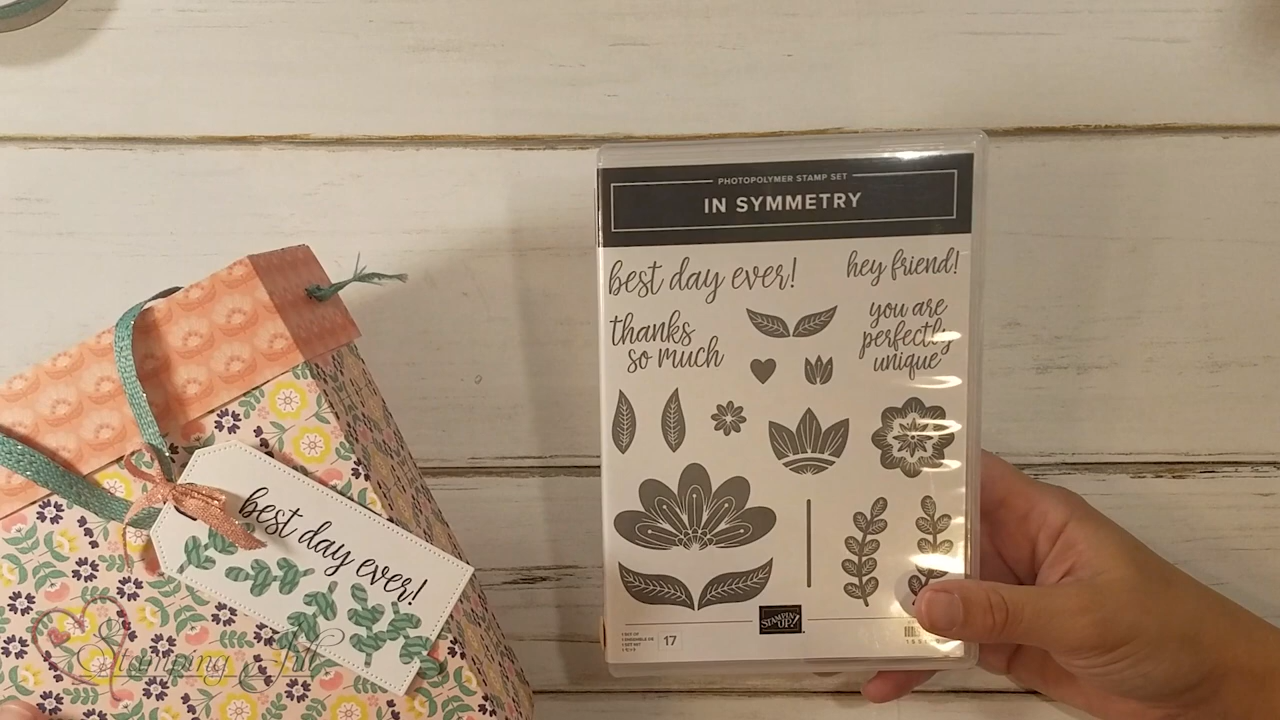 PHOTOPOLYMER STAMP SET
IN SYMMETRY
best day ever!
hey friend!
thanks
so much
you are
perfectly
unique
STAMPIN'
UP!
17
best day ever!
Stamping Jill